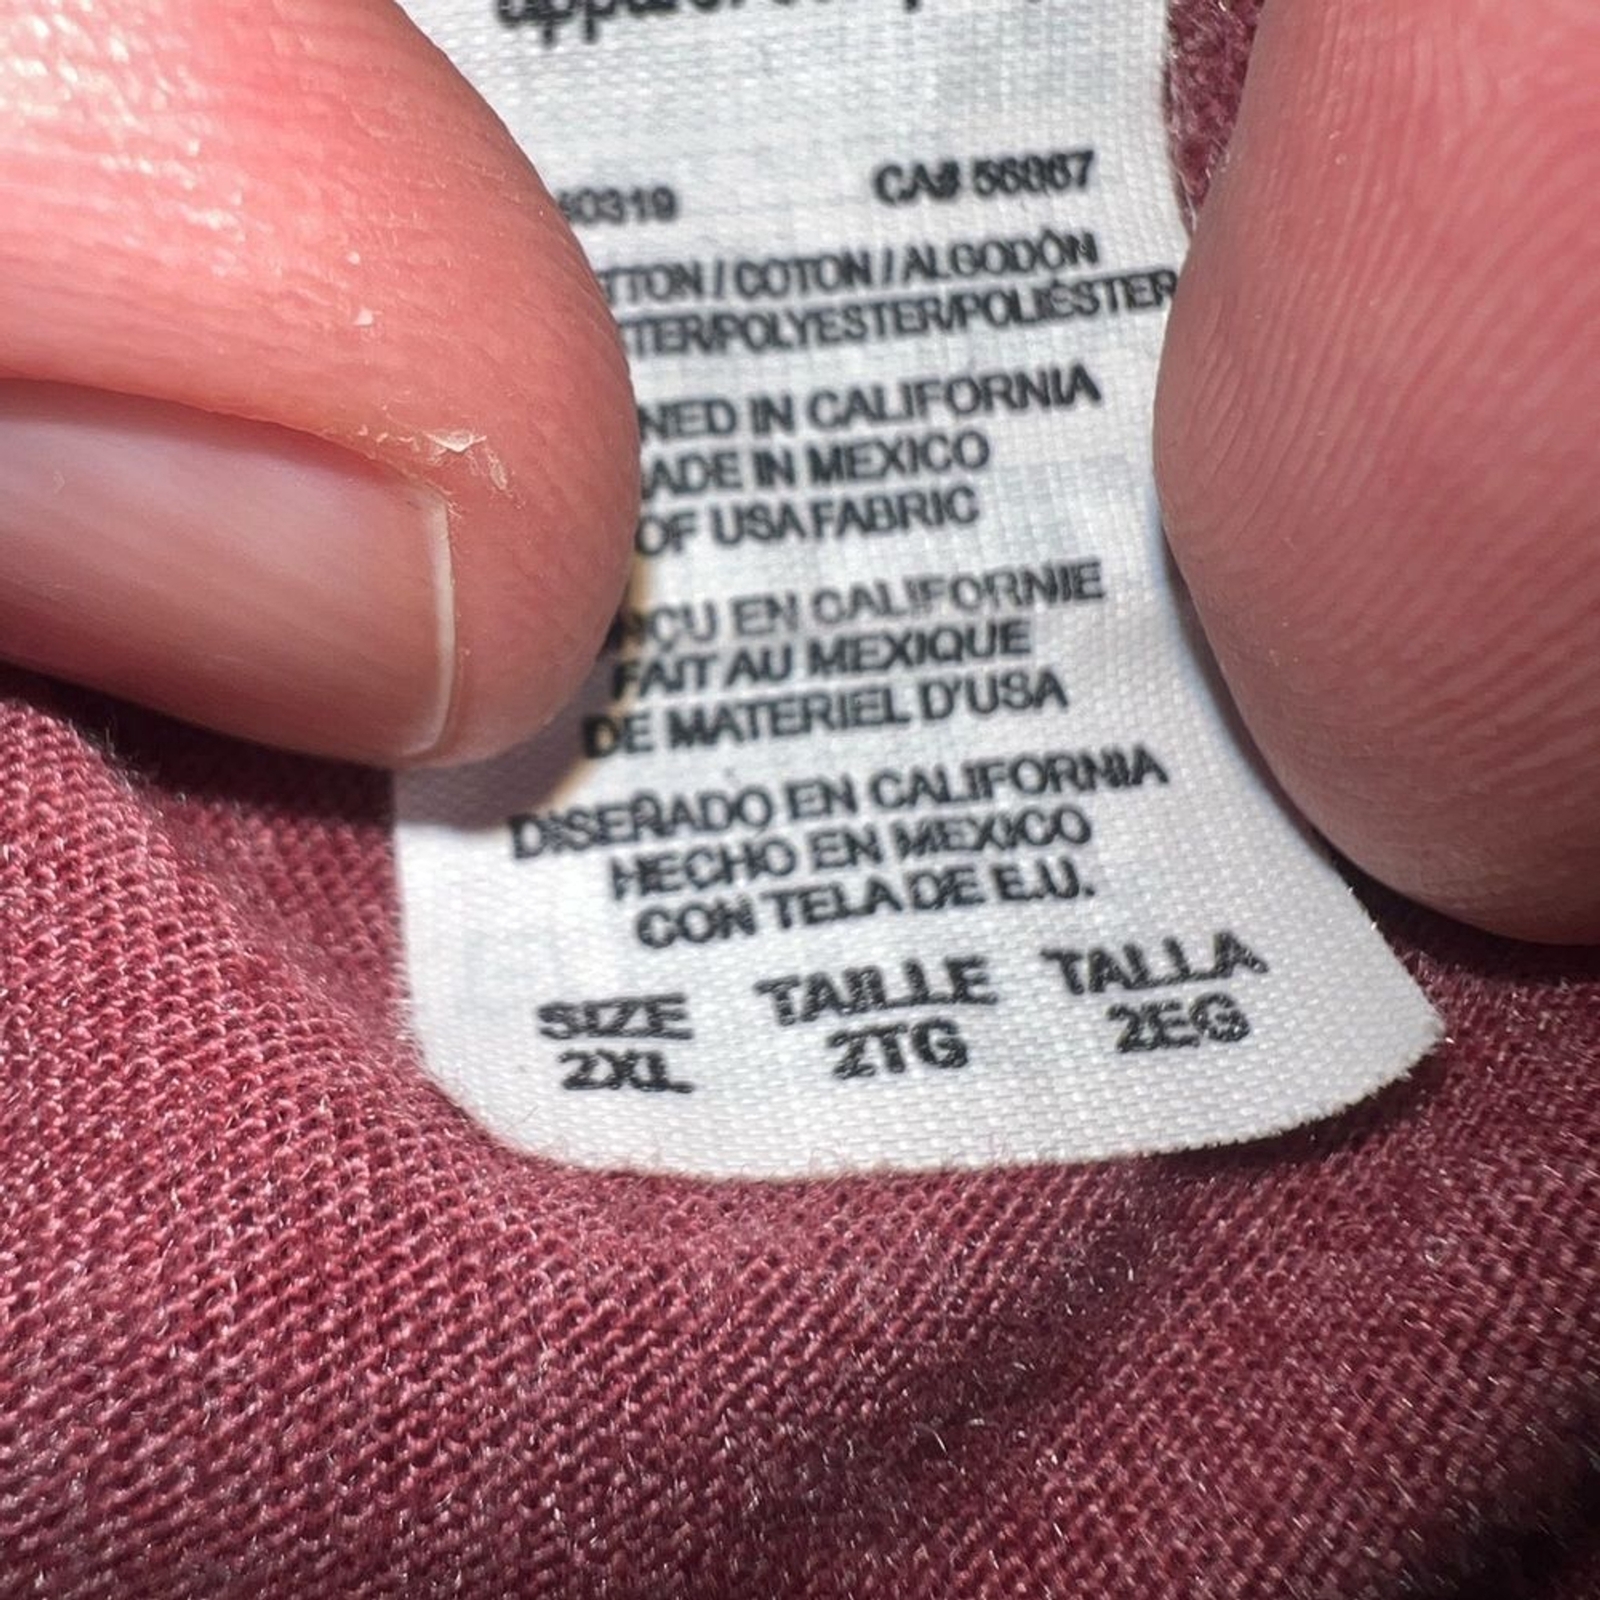 0319 CA# 56867
TTON / COTON / ALGODÓN
TER/POLYESTER/POLIÉSTER
NED IN CALIFORNIA
ADE IN MEXICO
OF USA FABRIC
ÇU EN CALIFORNIE
FAIT AU MEXIQUE
DE MATERIEL D'USA
DISEÑADO EN CALIFORNIA
HECHO EN MEXICO
CON TELA DE E.U.
SIZE TAILLE TALLA
2XL 2TG 2EG